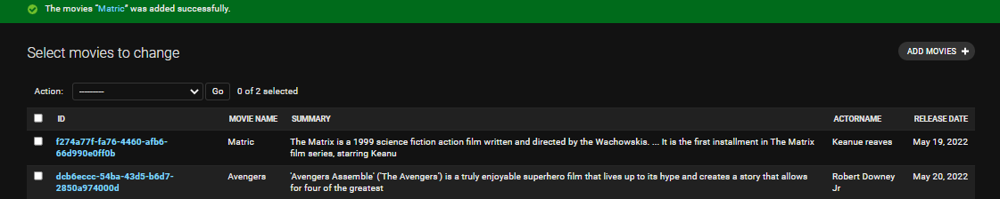 The movies “Matric” was added successfully.
Select movies to change
ADD MOVIES +
Action: --------- Go 0 of 2 selected
ID MOVIE NAME SUMMARY ACTORNAME RELEASE DATE
f274a77f-fa76-4460-afb6- Matric The Matrix is a 1999 science fiction action film written and directed by the Wachowskis. ... It is the first installment in The Matrix Keanue reaves May 19, 2022
66d990e0ff0b film series, starring Keanu
dcb6eccc-54ba-43d5-b6d7- Avengers 'Avengers Assemble' ('The Avengers') is a truly enjoyable superhero film that lives up to its hype and creates a story that allows Robert Downey May 20, 2022
2850a974000d for four of the greatest Jr